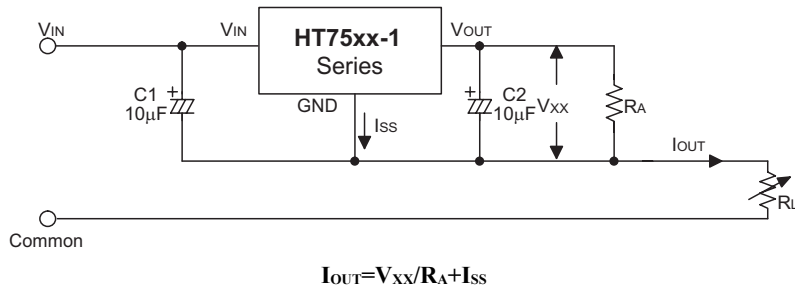 VIN
VIN
HT75xx-1
Series
VOUT
C1
10µF
GND
ISS
C2
10µF
VXX
RA
IOUT
RL
Common
IOUT=VXX/RA+ISS